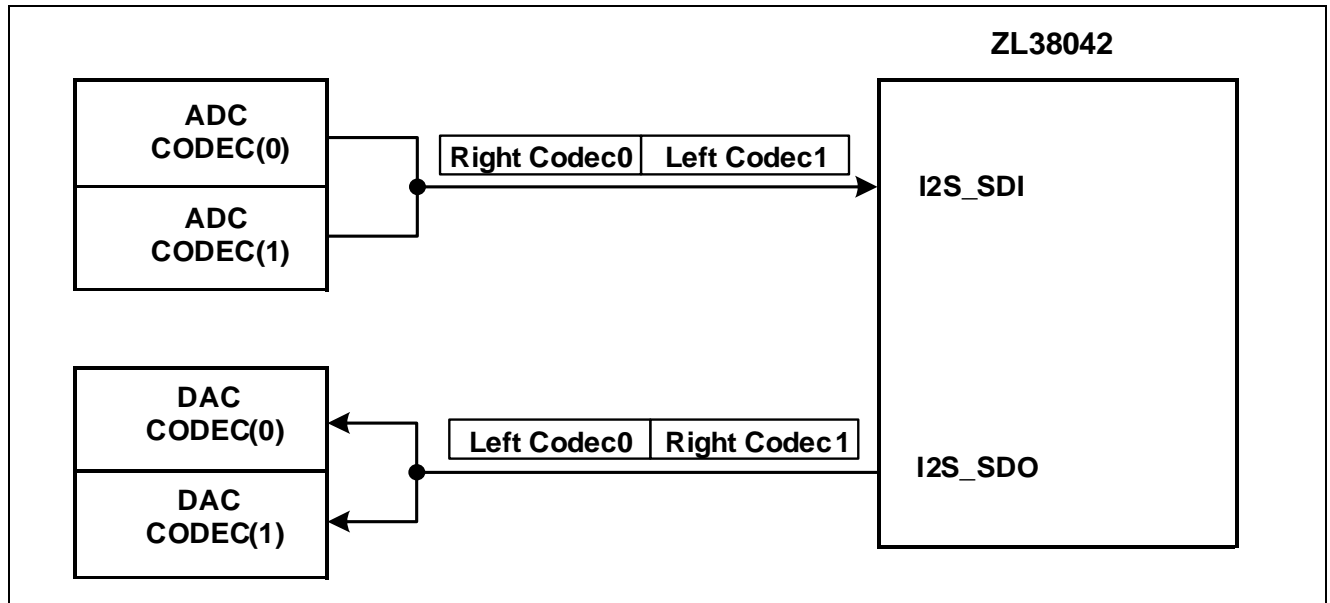 ZL38042
ADC
CODEC(0)
Right Codec0 Left Codec1
I2S_SDI
ADC
CODEC(1)
DAC
CODEC(0)
Left Codec0 Right Codec1
I2S_SDO
DAC
CODEC(1)